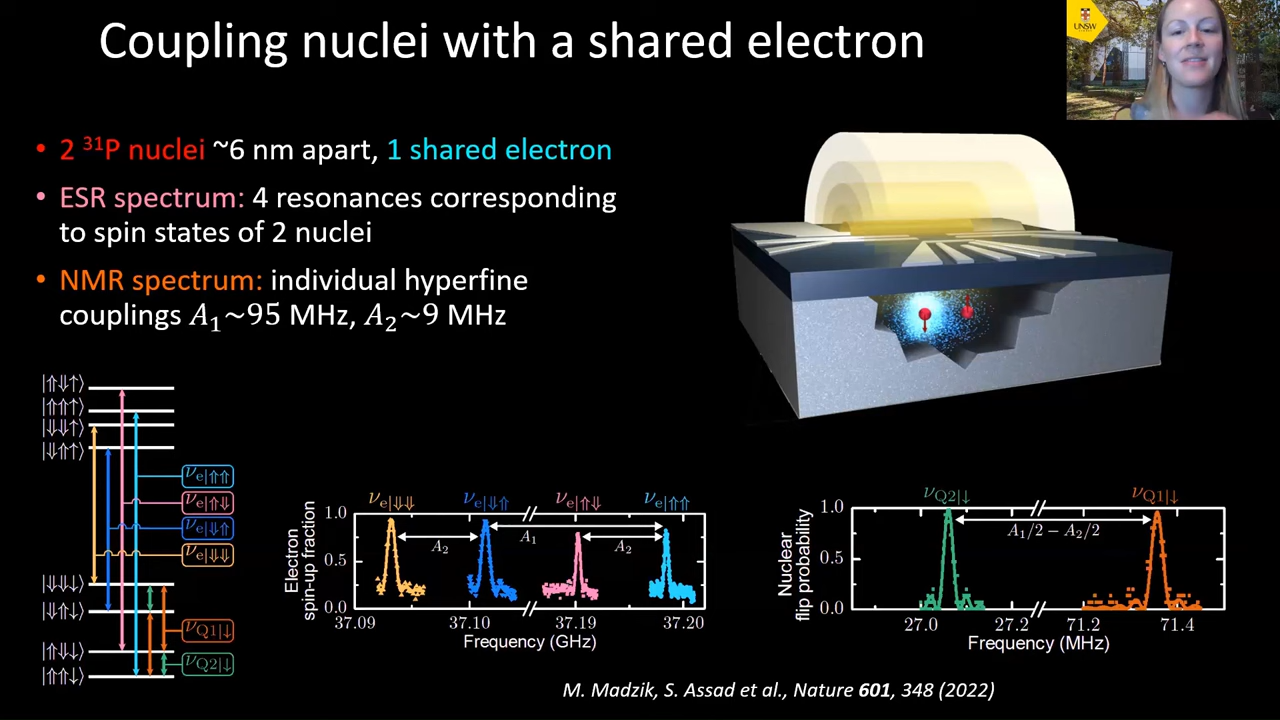 Coupling nuclei with a shared electron
UNSW
• 2 ³¹P nuclei ~6 nm apart, 1 shared electron
• ESR spectrum: 4 resonances corresponding
to spin states of 2 nuclei
• NMR spectrum: individual hyperfine
couplings A₁~95 MHz, A₂~9 MHz
|⇑⇓↑⟩
|⇑⇑↑⟩
|⇓⇓↑⟩
|⇓⇑↑⟩
νe|⇑⇑
νe|⇑⇓
νe|⇓⇑
νe|⇓⇓
|⇓⇓↓⟩
|⇓⇑↓⟩
|⇑⇓↓⟩
|⇑⇑↓⟩
νQ1|↓
νQ2|↓
νe|⇓⇓ νe|⇓⇑ νe|⇑⇓ νe|⇑⇑
Electron
spin-up fraction
1.0
0.5
0.0
A₂ A₁ A₂
37.09 37.10 37.19 37.20
Frequency (GHz)
νQ2|↓ νQ1|↓
Nuclear
flip probability
1.0
0.5
0.0
A₁/2 − A₂/2
27.0 27.2 71.2 71.4
Frequency (MHz)
M. Madzik, S. Assad et al., Nature 601, 348 (2022)